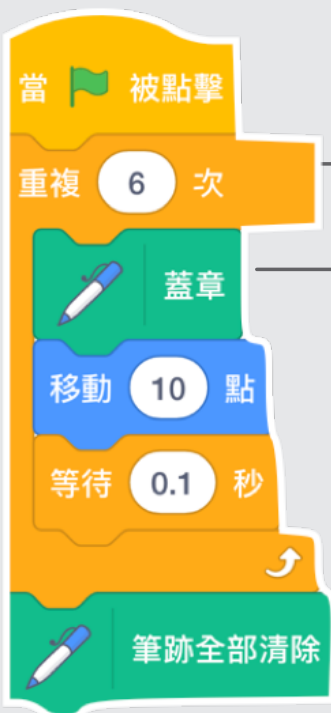 當 被點擊
重複 6 次
蓋章
移動 10 點
等待 0.1 秒
筆跡全部清除